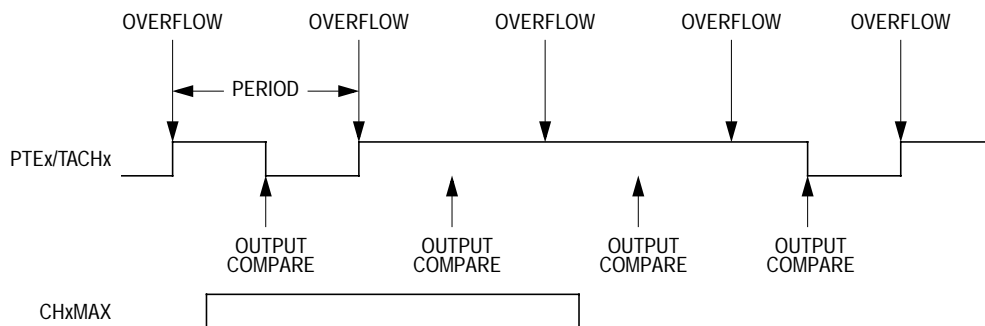 OVERFLOW OVERFLOW OVERFLOW OVERFLOW OVERFLOW
PERIOD
PTEx/TACHx
OUTPUT
COMPARE
OUTPUT
COMPARE
OUTPUT
COMPARE
OUTPUT
COMPARE
CHxMAX